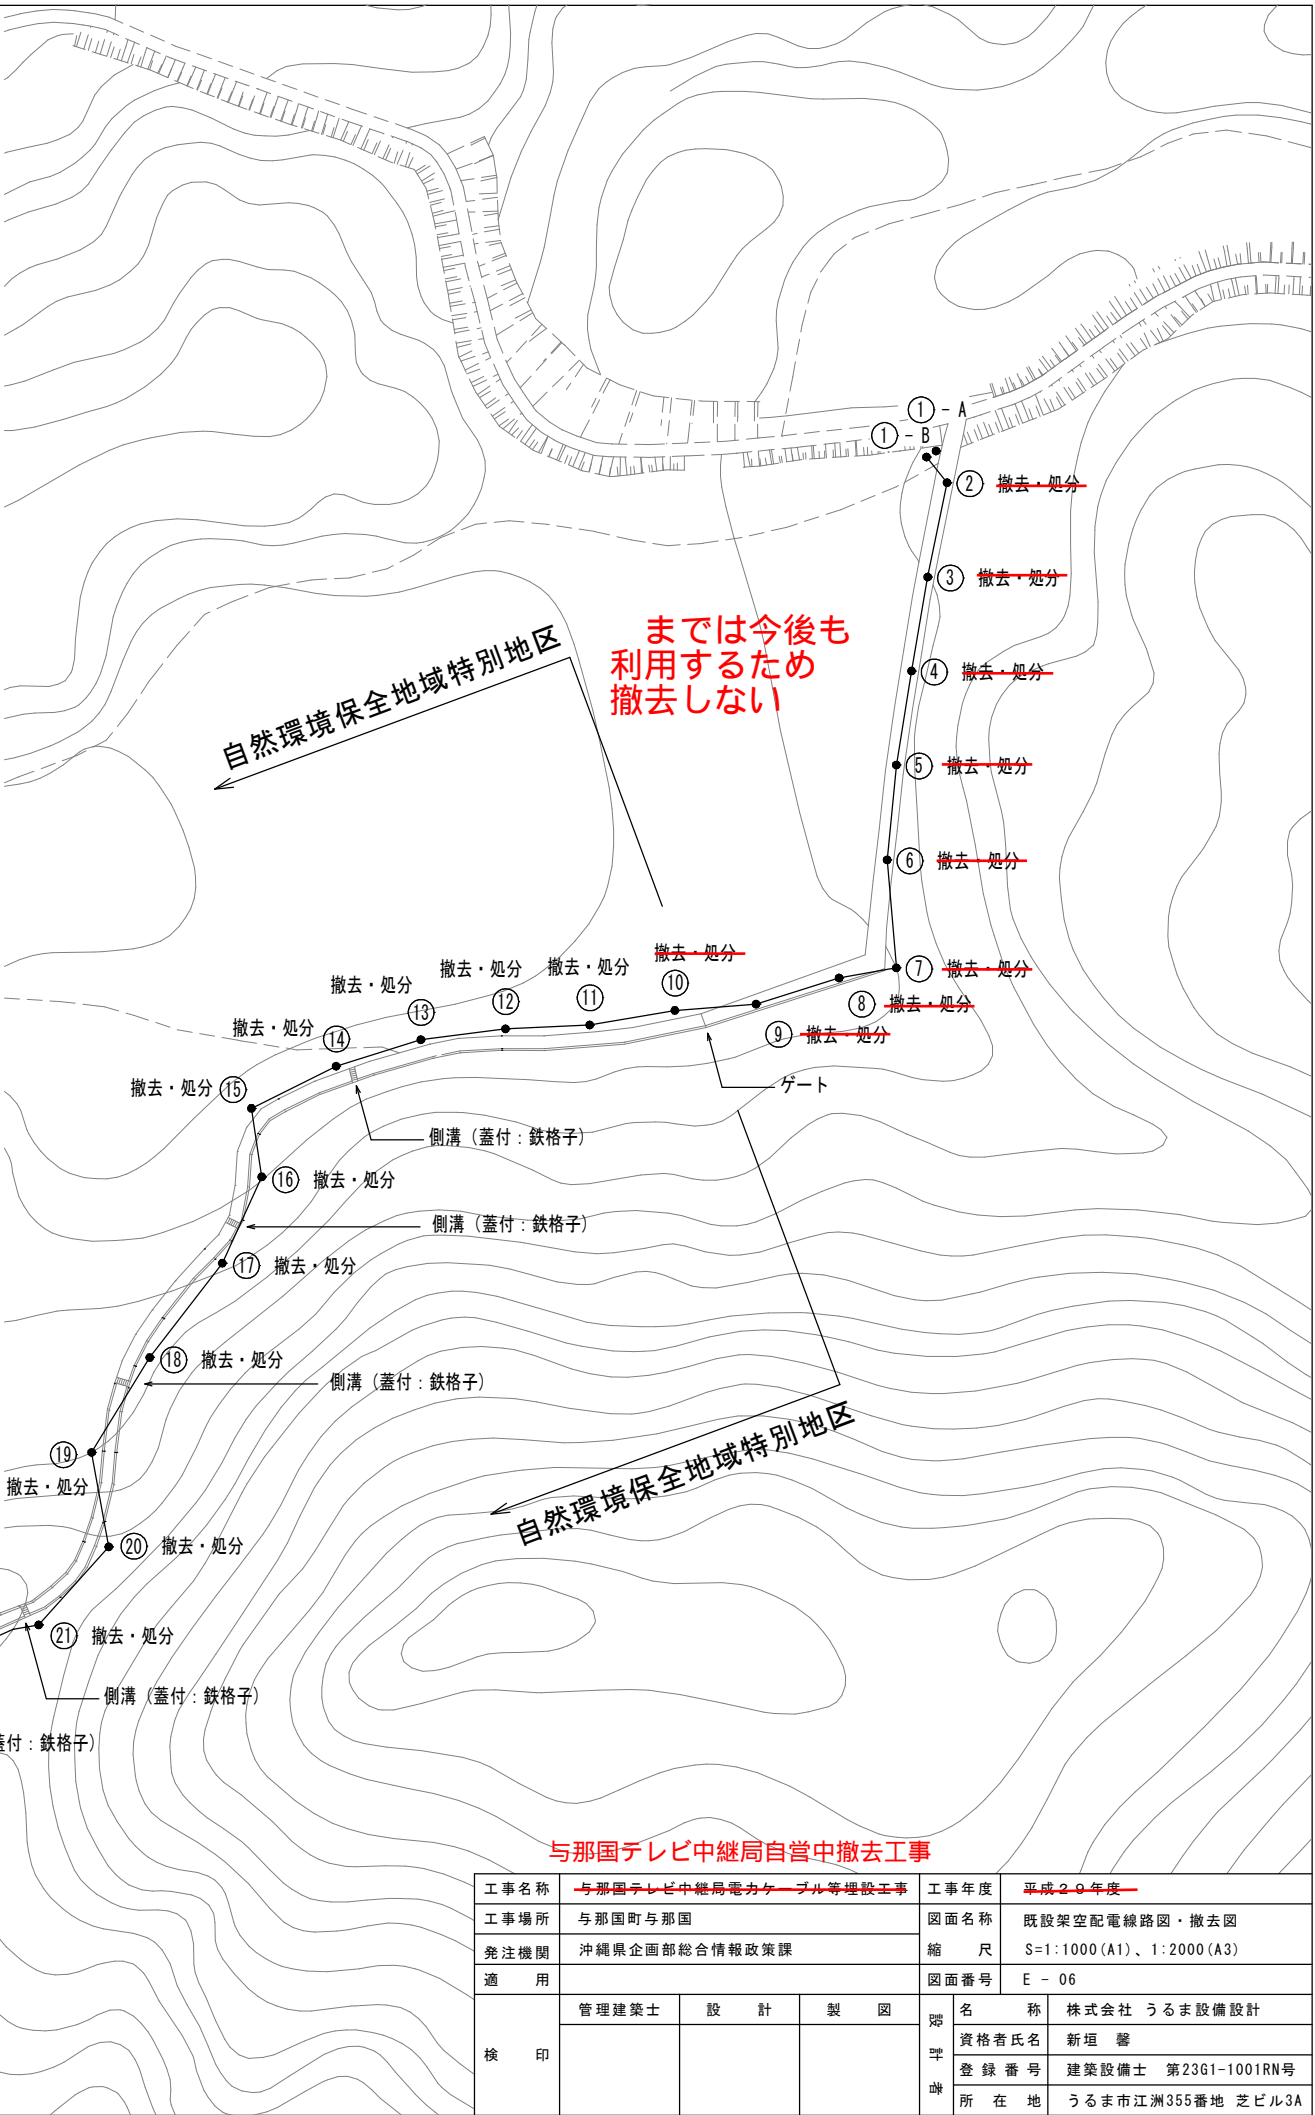 ①-A
①-B
② 撤去・処分
③ 撤去・処分
までは今後も
利用するため
撤去しない
自然環境保全地域特別地区
④ 撤去・処分
⑤ 撤去・処分
⑥ 撤去・処分
⑦ 撤去・処分
⑧ 撤去・処分
⑨ 撤去・処分
撤去・処分
⑩
撤去・処分
⑪
撤去・処分
⑫
撤去・処分
⑬
撤去・処分
⑭
撤去・処分 ⑮
ゲート
側溝（蓋付：鉄格子）
⑯ 撤去・処分
側溝（蓋付：鉄格子）
⑰ 撤去・処分
⑱ 撤去・処分
側溝（蓋付：鉄格子）
自然環境保全地域特別地区
⑲
撤去・処分
⑳ 撤去・処分
㉑ 撤去・処分
側溝（蓋付：鉄格子）
蓋付：鉄格子）
与那国テレビ中継局自営中撤去工事
工事名称 与那国テレビ中継局電力ケーブル等埋設工事 工事年度 平成29年度
工事場所 与那国町与那国 図面名称 既設架空配電線路図・撤去図
発注機関 沖縄県企画部総合情報政策課 縮尺 S=1:1000(A1)、1:2000(A3)
適用 図面番号 E - 06
検印 管理建築士 設計 製図 設計者 名称 株式会社 うるま設備設計
資格者氏名 新垣 馨
登録番号 建築設備士 第23G1-1001RN号
所在地 うるま市江洲355番地 芝ビル3A